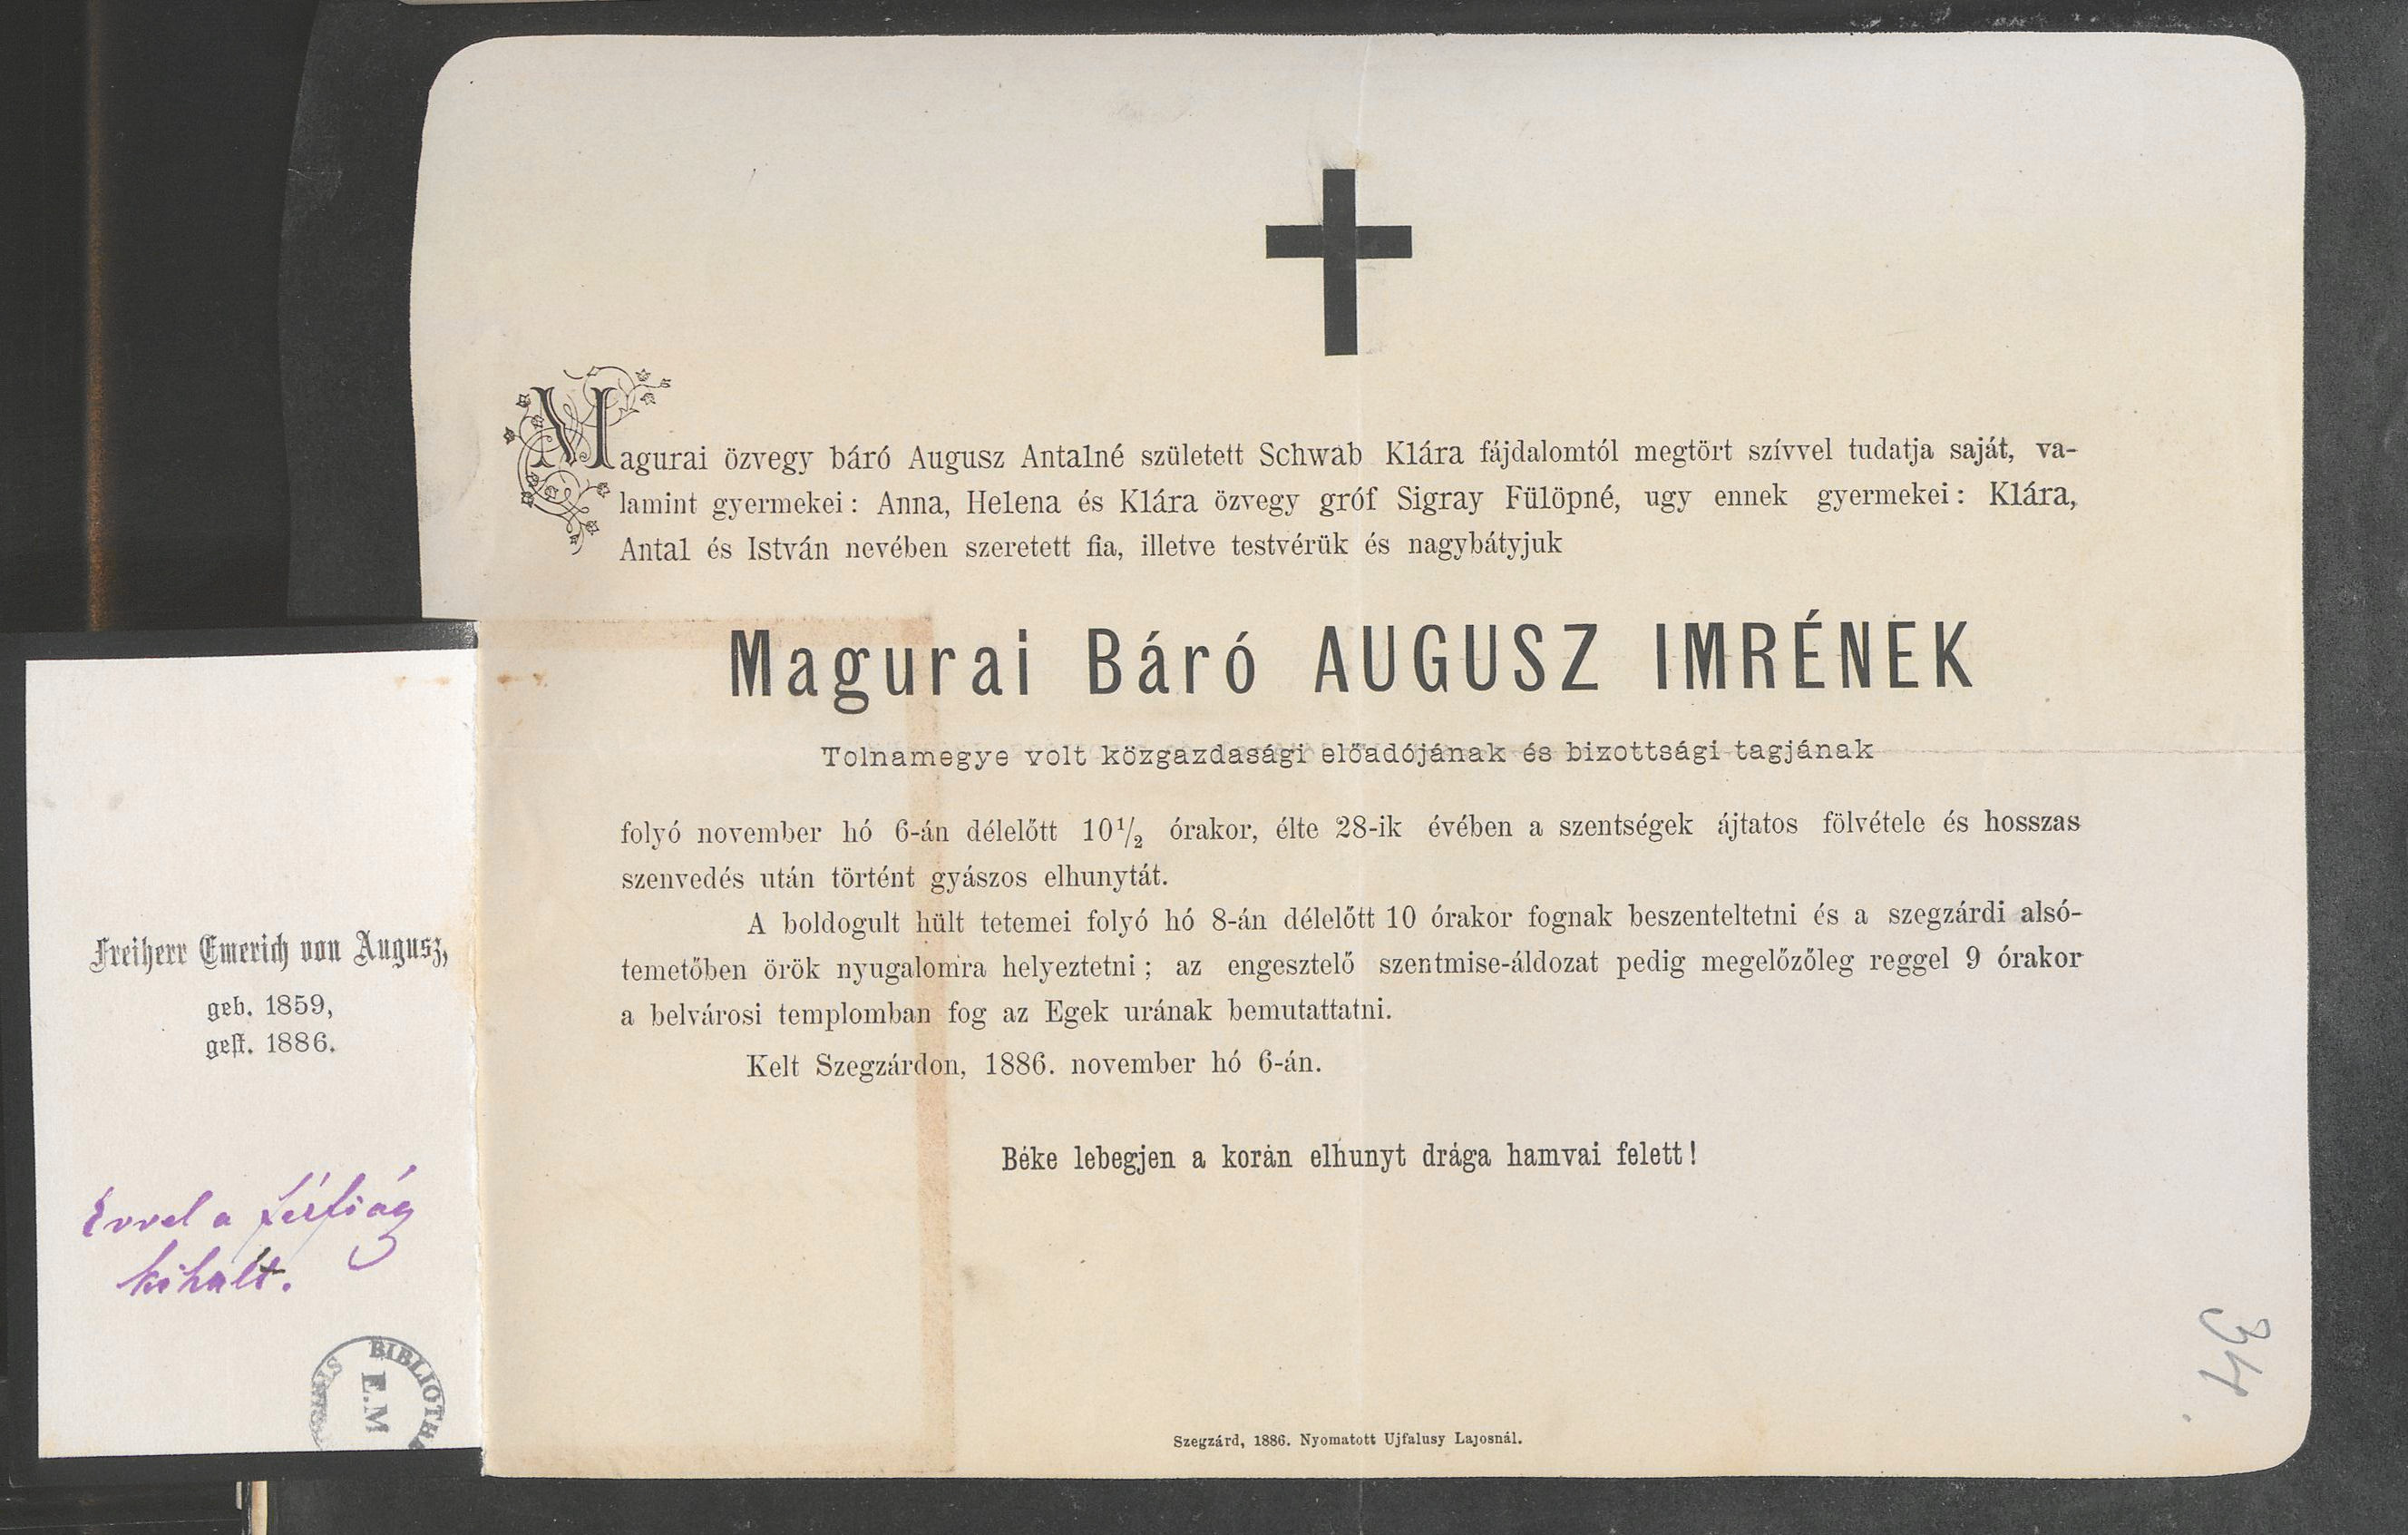 Magurai özvegy báró Augusz Antalné született Schwab Klára fájdalomtól megtört szívvel tudatja saját, va-
lamint gyermekei: Anna, Helena és Klára özvegy gróf Sigray Fülöpné, ugy ennek gyermekei: Klára,
Antal és István nevében szeretett fia, illetve testvérük és nagybátyjuk
Magurai Báró AUGUSZ IMRÉNEK
Tolnamegye volt közgazdasági előadójának és bizottsági tagjának
folyó november hó 6-án délelőtt 10 1/2 órakor, élte 28-ik évében a szentségek ájtatos fölvétele és hosszas
szenvedés után történt gyászos elhunytát.
A boldogult hült tetemei folyó hó 8-án délelőtt 10 órakor fognak beszenteltetni és a szegzárdi alsó-
temetőben örök nyugalomra helyeztetni; az engesztelő szentmise-áldozat pedig megelőzőleg reggel 9 órakor
a belvárosi templomban fog az Egek urának bemutattatni.
Kelt Szegzárdon, 1886. november hó 6-án.
Béke lebegjen a korán elhunyt drága hamvai felett!
Szegzárd, 1886. Nyomatott Ujfalusy Lajosnál.
34.
Freiherr Emerich von Augusz,
geb. 1859,
gest. 1886.
Evvel a férfiág
kihalt.
BIBLIOTH
E.M